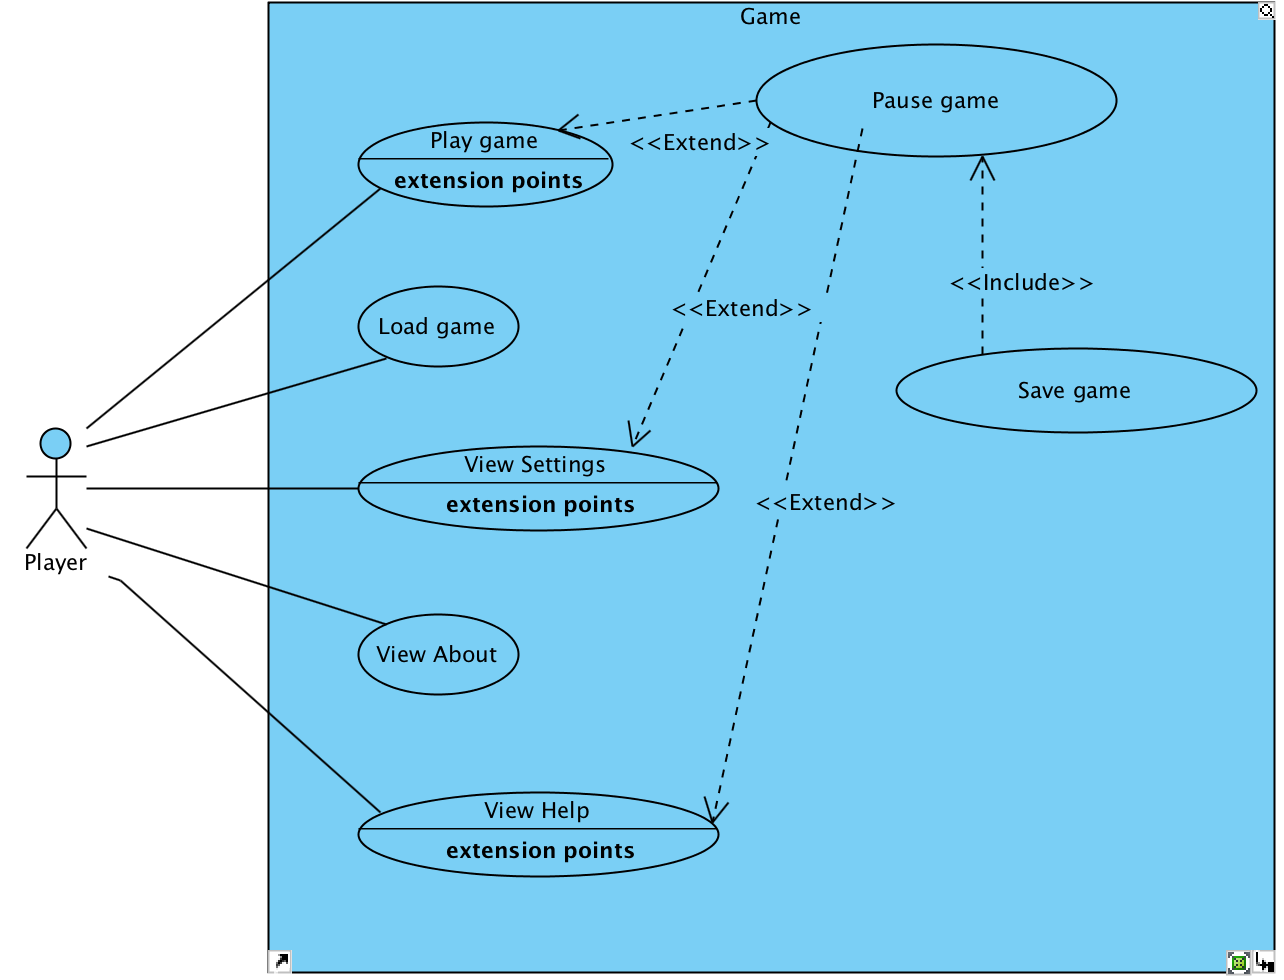 Game
Pause game
Play game
<<Extend>>
extension points
<<Include>>
<<Extend>>
Load game
Save game
View Settings
<<Extend>>
extension points
Player
View About
View Help
extension points